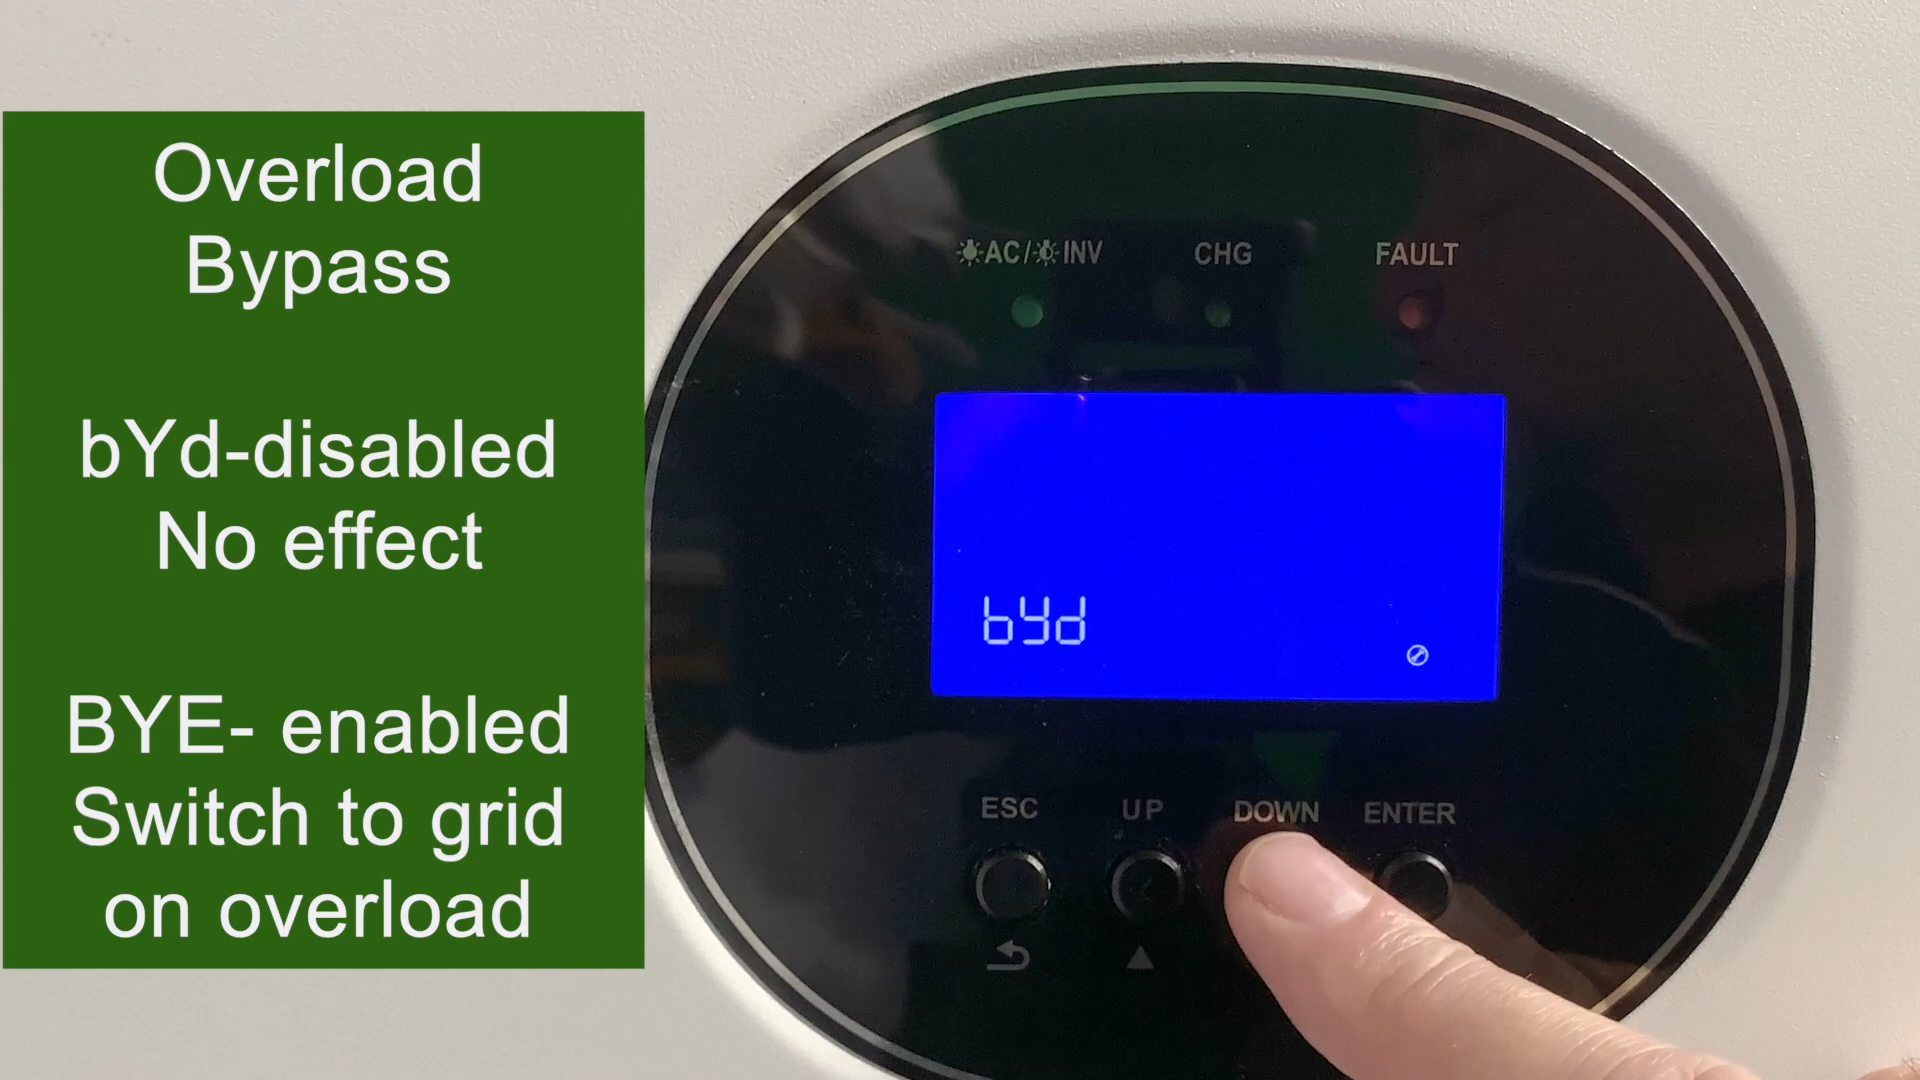 Overload
Bypass
bYd-disabled
No effect
BYE- enabled
Switch to grid
on overload
AC/ INV
CHG
FAULT
bYd
ESC
UP
DOWN
ENTER